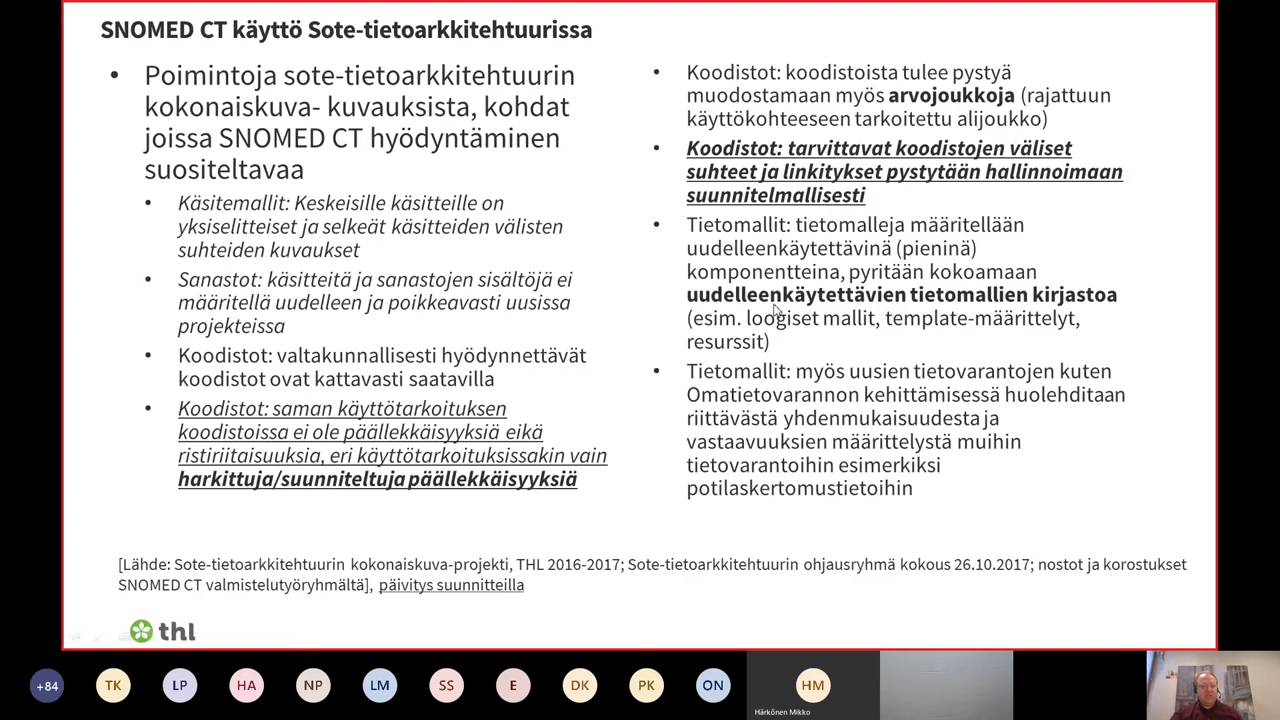 SNOMED CT käyttö Sote-tietoarkkitehtuurissa
• Poimintoja sote-tietoarkkitehtuurin
kokonaiskuva- kuvauksista, kohdat
joissa SNOMED CT hyödyntäminen
suositeltavaa
• Käsitemallit: Keskeisille käsitteille on
yksiselitteiset ja selkeät käsitteiden välisten
suhteiden kuvaukset
• Sanastot: käsitteitä ja sanastojen sisältöjä ei
määritellä uudelleen ja poikkeavasti uusissa
projekteissa
• Koodistot: valtakunnallisesti hyödynnettävät
koodistot ovat kattavasti saatavilla
• Koodistot: saman käyttötarkoituksen
koodistoissa ei ole päällekkäisyyksiä eikä
ristiriitaisuuksia, eri käyttötarkoituksissakin vain
harkittuja/suunniteltuja päällekkäisyyksiä
• Koodistot: koodistoista tulee pystyä
muodostamaan myös arvojoukkoja (rajattuun
käyttökohteeseen tarkoitettu alijoukko)
• Koodistot: tarvittavat koodistojen väliset
suhteet ja linkitykset pystytään hallinnoimaan
suunnitelmallisesti
• Tietomallit: tietomalleja määritellään
uudelleenkäytettävinä (pieninä)
komponentteina, pyritään kokoamaan
uudelleenkäytettävien tietomallien kirjastoa
(esim. loogiset mallit, template-määrittelyt,
resurssit)
• Tietomallit: myös uusien tietovarantojen kuten
Omatietovarannon kehittämisessä huolehditaan
riittävästä yhdenmukaisuudesta ja
vastaavuuksien määrittelystä muihin
tietovarantoihin esimerkiksi
potilaskertomustietoihin
[Lähde: Sote-tietoarkkitehtuurin kokonaiskuva-projekti, THL 2016-2017; Sote-tietoarkkitehtuurin ohjausryhmä kokous 26.10.2017; nostot ja korostukset
SNOMED CT valmistelutyöryhmältä], päivitys suunnitteilla
thl
+84 TK LP HA NP LM SS E DK PK ON HM
Härkönen Mikko